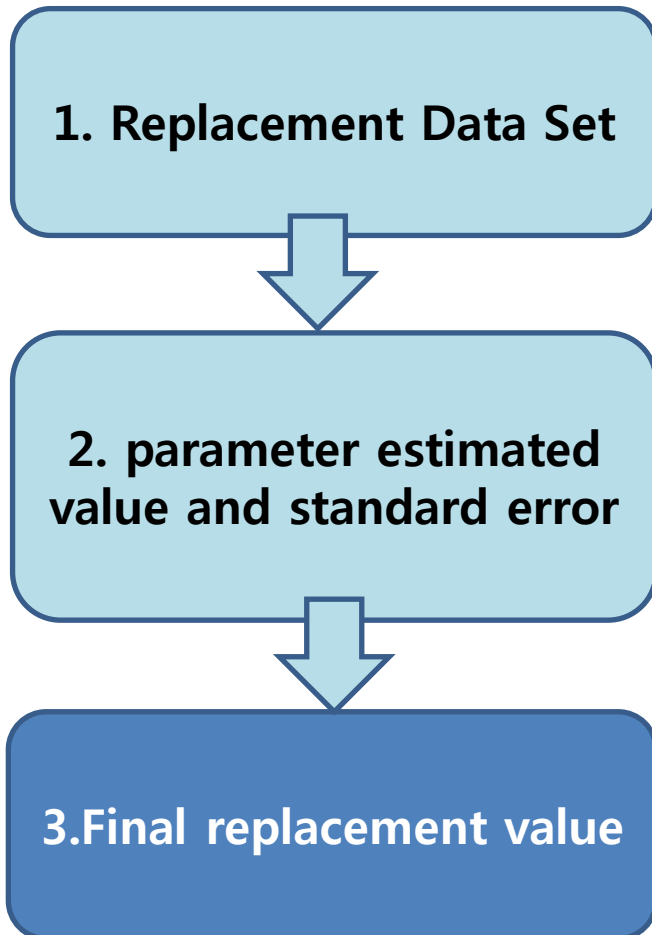 1. Replacement Data Set
2. parameter estimated
value and standard error
3.Final replacement value